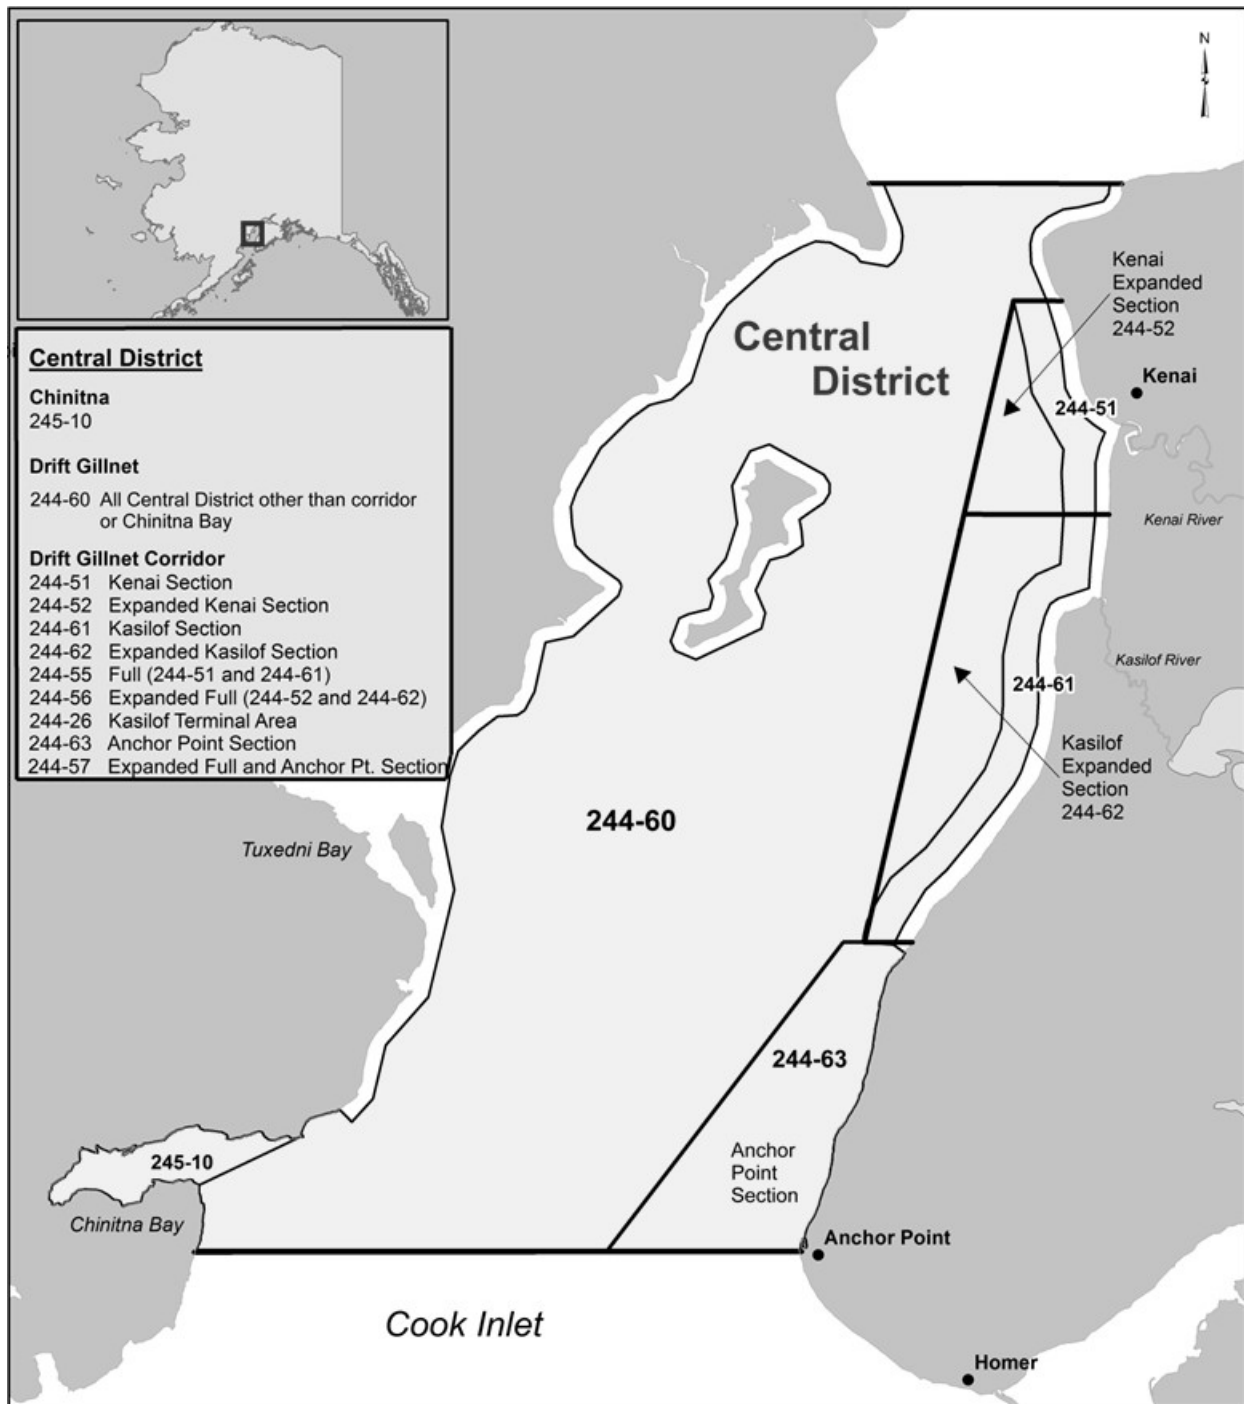 N
Central District
Chinitna
245-10
Drift Gillnet
244-60 All Central District other than corridor
or Chinitna Bay
Drift Gillnet Corridor
244-51 Kenai Section
244-52 Expanded Kenai Section
244-61 Kasilof Section
244-62 Expanded Kasilof Section
244-55 Full (244-51 and 244-61)
244-56 Expanded Full (244-52 and 244-62)
244-26 Kasilof Terminal Area
244-63 Anchor Point Section
244-57 Expanded Full and Anchor Pt. Section
Kenai
Expanded
Section
244-52
Central
District
Kenai
244-51
Kenai River
Kasilof River
244-61
Kasilof
Expanded
Section
244-62
244-60
Tuxedni Bay
244-63
Anchor
Point
Section
245-10
Chinitna Bay
Anchor Point
Cook Inlet
Homer